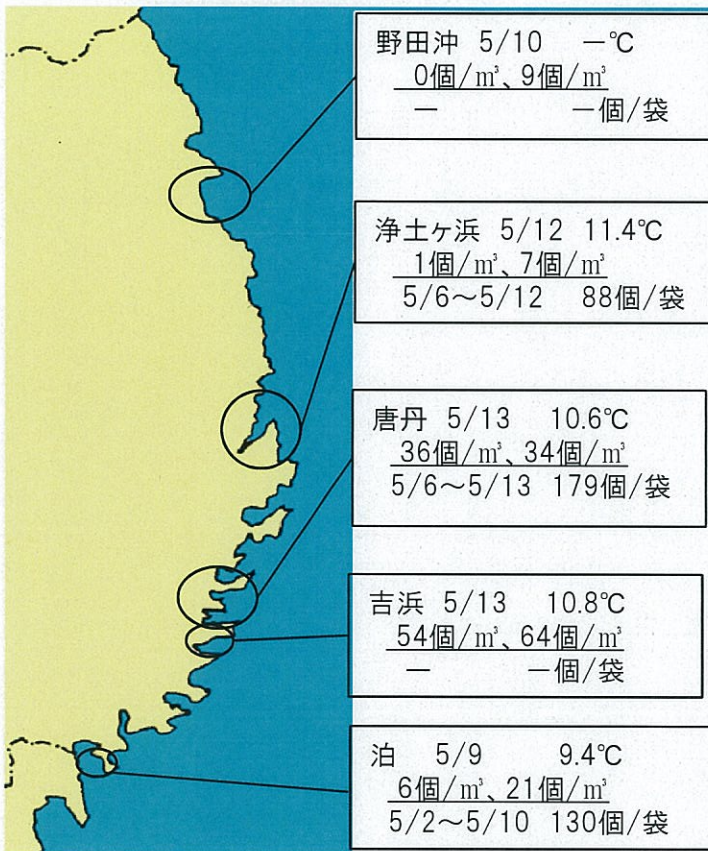 野田沖 5/10 －℃
0個/㎥、9個/㎥
－ －個/袋
浄土ヶ浜 5/12 11.4℃
1個/㎥、7個/㎥
5/6～5/12 88個/袋
唐丹 5/13 10.6℃
36個/㎥、34個/㎥
5/6～5/13 179個/袋
吉浜 5/13 10.8℃
54個/㎥、64個/㎥
－ －個/袋
泊 5/9 9.4℃
6個/㎥、21個/㎥
5/2～5/10 130個/袋